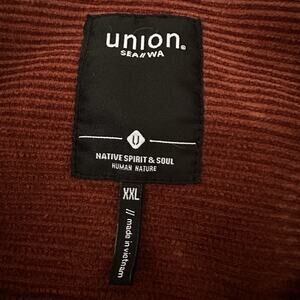 union®
SEA//WA
U
NATIVE SPIRIT & SOUL
HUMAN NATURE
XXL
// made in vietnam